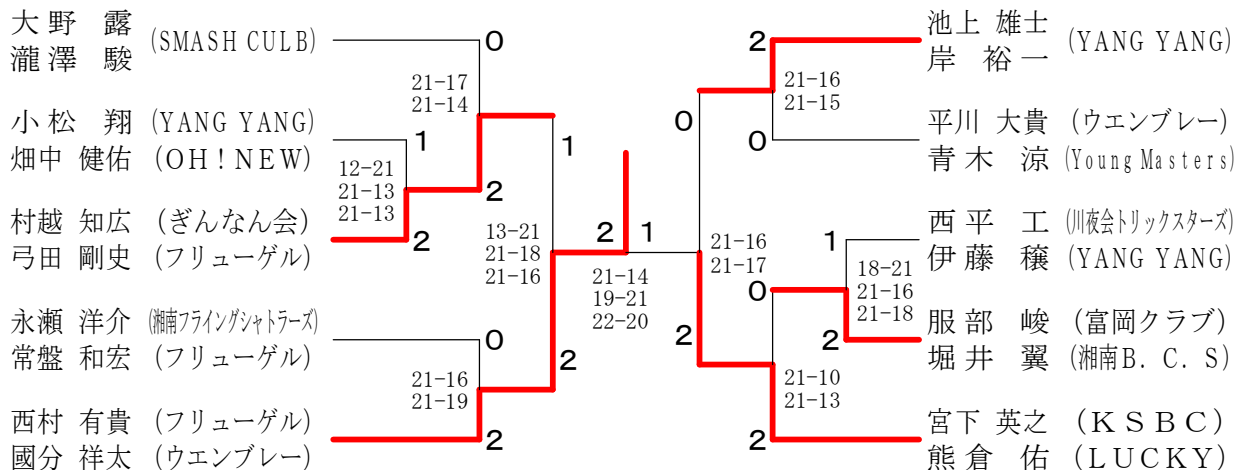 大野 露 (SMASH CULB)
瀧澤 駿
小松 翔 (YANG YANG)
畑中 健佑 (OH!NEW)
村越 知広 (ぎんなん会)
弓田 剛史 (フリューゲル)
永瀬 洋介 (湘南フライングシャトラーズ)
常盤 和宏 (フリューゲル)
西村 有貴 (フリューゲル)
國分 祥太 (ウエンブレー)
0
21-17
21-14
1
12-21
21-13
21-13
2
2
1
13-21
21-18
21-16
0
21-16
21-19
2
2
2
1
21-14
19-21
22-20
2
21-16
21-15
0
0
21-16
21-17
1
18-21
21-16
21-18
2
0
2
21-10
21-13
2
池上 雄士 (YANG YANG)
岸 裕一
平川 大貴 (ウエンブレー)
青木 涼 (Young Masters)
西平 工 (川夜会トリックスターズ)
伊藤 穣 (YANG YANG)
服部 峻 (富岡クラブ)
堀井 翼 (湘南B.C.S)
宮下 英之 (KSBC)
熊倉 佑 (LUCKY)